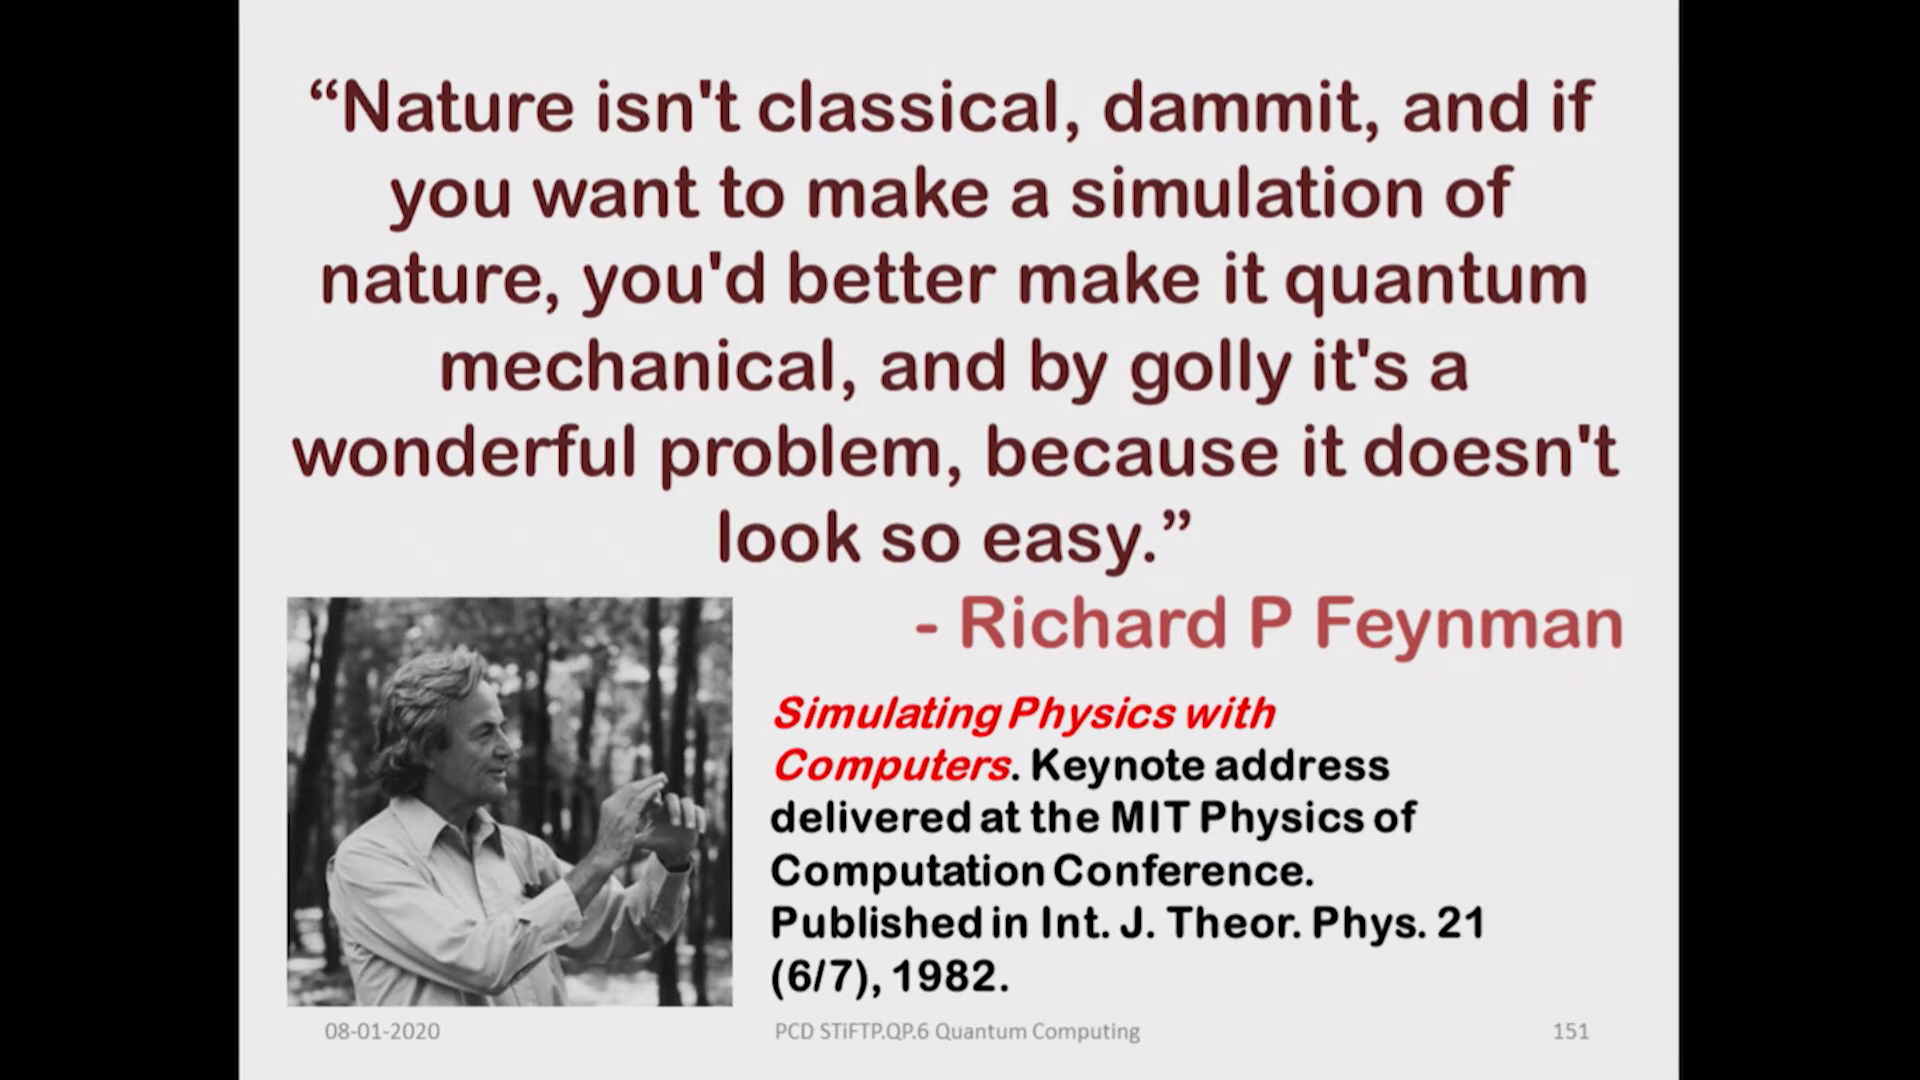 “Nature isn't classical, dammit, and if
you want to make a simulation of
nature, you'd better make it quantum
mechanical, and by golly it's a
wonderful problem, because it doesn't
look so easy.”
- Richard P Feynman
Simulating Physics with
Computers. Keynote address
delivered at the MIT Physics of
Computation Conference.
Published in Int. J. Theor. Phys. 21
(6/7), 1982.
08-01-2020
PCD STiFTP.QP.6 Quantum Computing
151